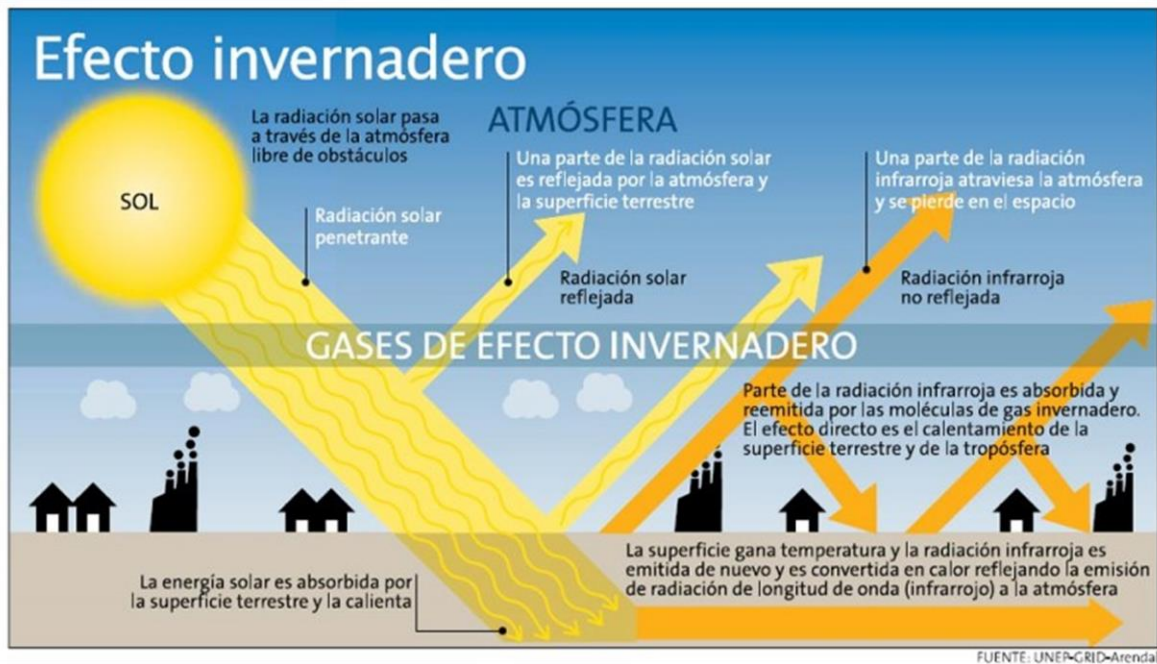 Efecto invernadero
SOL
La radiación solar pasa
a través de la atmósfera
libre de obstáculos
Radiación solar
penetrante
ATMÓSFERA
Una parte de la radiación solar
es reflejada por la atmósfera y
la superficie terrestre
Radiación solar
reflejada
Una parte de la radiación
infrarroja atraviesa la atmósfera
y se pierde en el espacio
Radiación infrarroja
no reflejada
GASES DE EFECTO INVERNADERO
Parte de la radiación infrarroja es absorbida y
reemitida por las moléculas de gas invernadero.
El efecto directo es el calentamiento de la
superficie terrestre y de la tropósfera
La energía solar es absorbida por
la superficie terrestre y la calienta
La superficie gana temperatura y la radiación infrarroja es
emitida de nuevo y es convertida en calor reflejando la emisión
de radiación de longitud de onda (infrarrojo) a la atmósfera
FUENTE: UNEP-GRID-Arendal